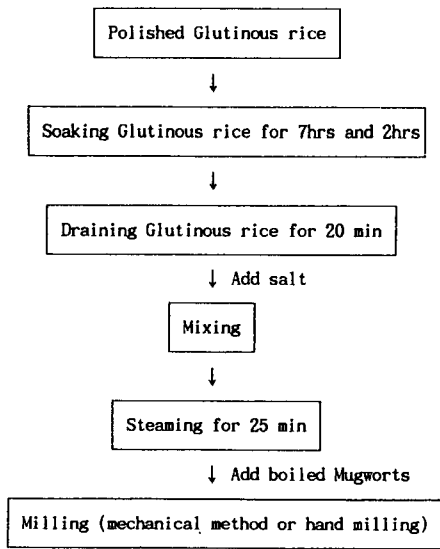 Polished Glutinous rice
↓
Soaking Glutinous rice for 7hrs and 2hrs
↓
Draining Glutinous rice for 20 min
↓ Add salt
Mixing
↓
Steaming for 25 min
↓ Add boiled Mugworts
Milling (mechanical method or hand milling)